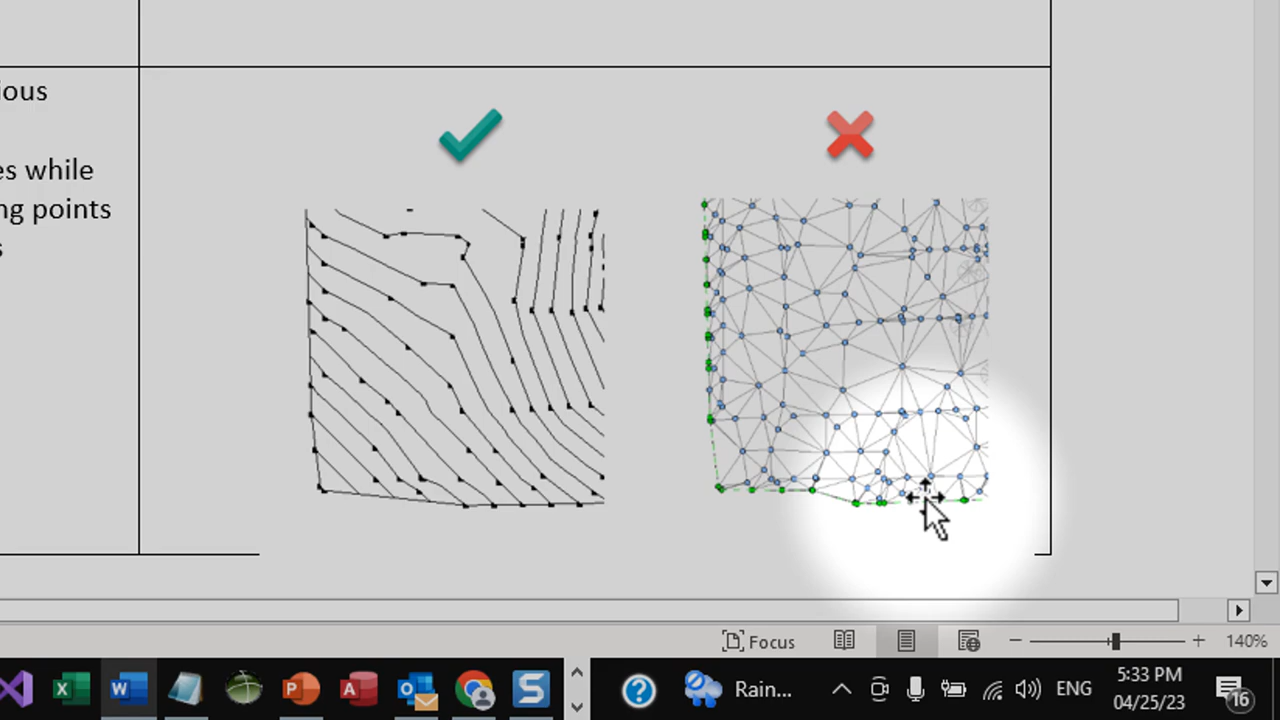 ious
es while
ng points
s
Focus
140%
X
W
P
A
O
S
?
Rain...
ENG
5:33 PM
04/25/23
16